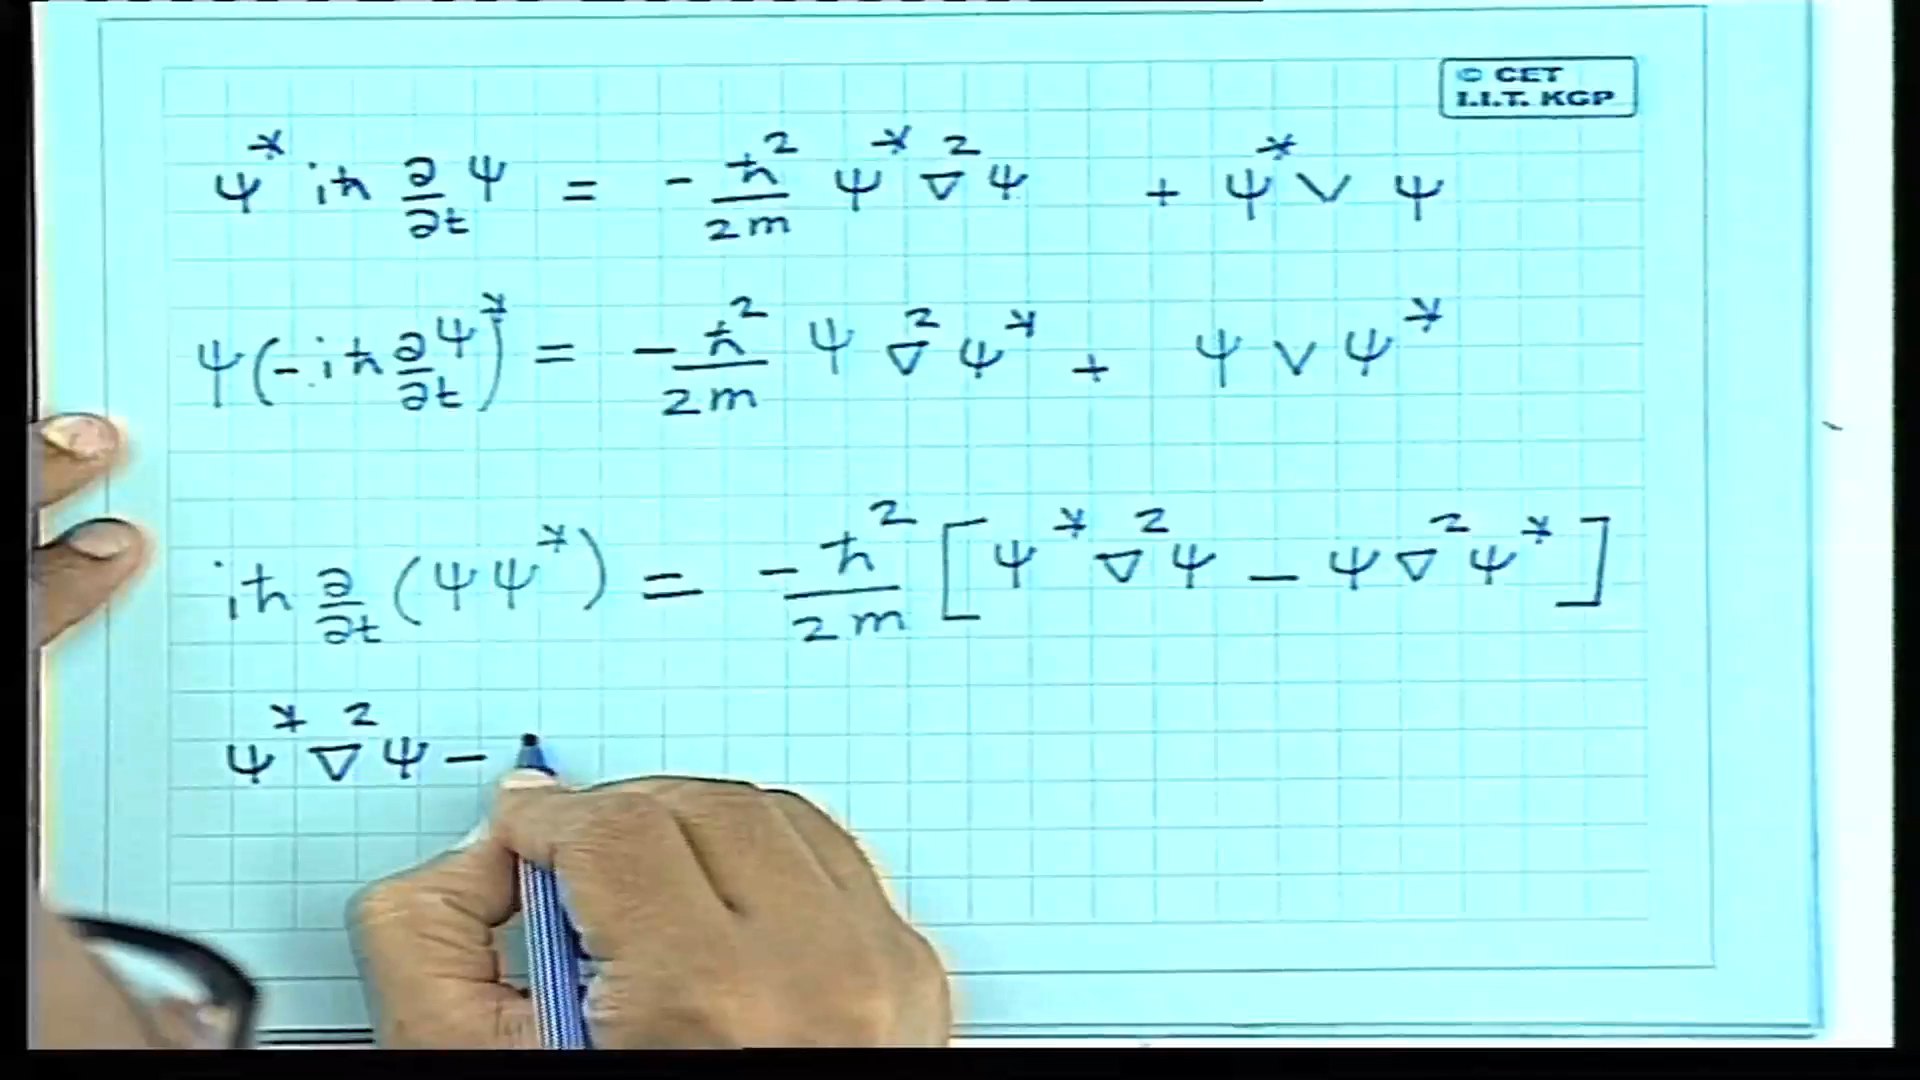 © CET
I.I.T. KGP
ψ* iħ ∂/∂t ψ = - ħ²/2m ψ* ∇² ψ + ψ* V ψ
ψ(-iħ ∂ψ/∂t)* = - ħ²/2m ψ ∇² ψ* + ψ V ψ*
iħ ∂/∂t (ψψ*) = - ħ²/2m [ψ* ∇² ψ - ψ ∇² ψ*]
ψ* ∇² ψ -